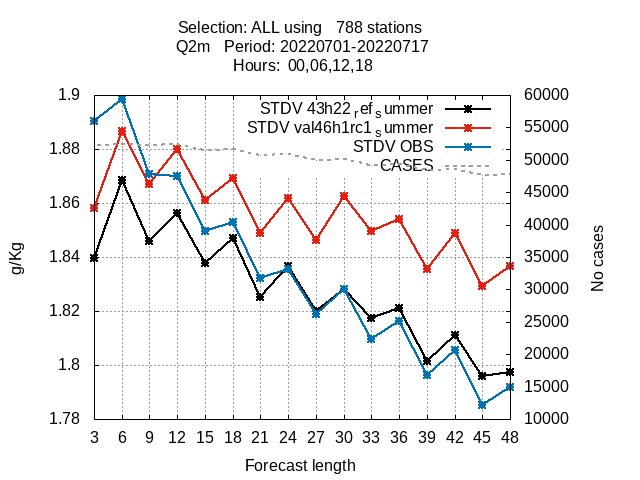 Selection: ALL using   788 stations
Q2m   Period: 20220701-20220717
Hours:  00,06,12,18
1.9
1.88
1.86
1.84
1.82
1.8
1.78
g/Kg
STDV 43h22_ref_summer
STDV val46h1rc1_summer
STDV OBS
CASES
60000
55000
50000
45000
40000
35000
30000
25000
20000
15000
10000
No cases
3 6 9 12 15 18 21 24 27 30 33 36 39 42 45 48
Forecast length